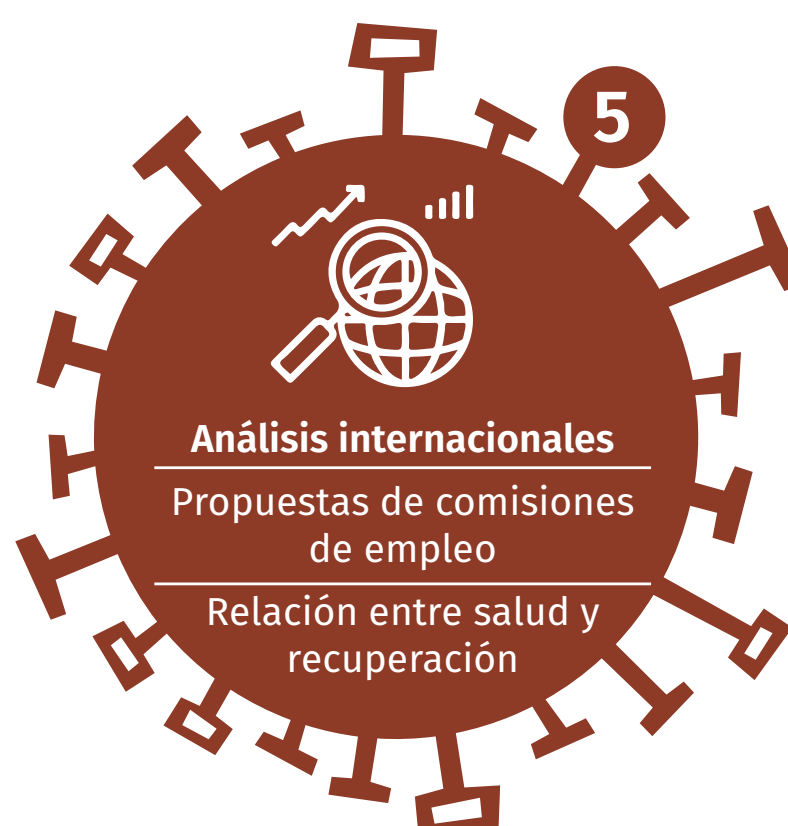 5
Análisis internacionales
Propuestas de comisiones
de empleo
Relación entre salud y
recuperación